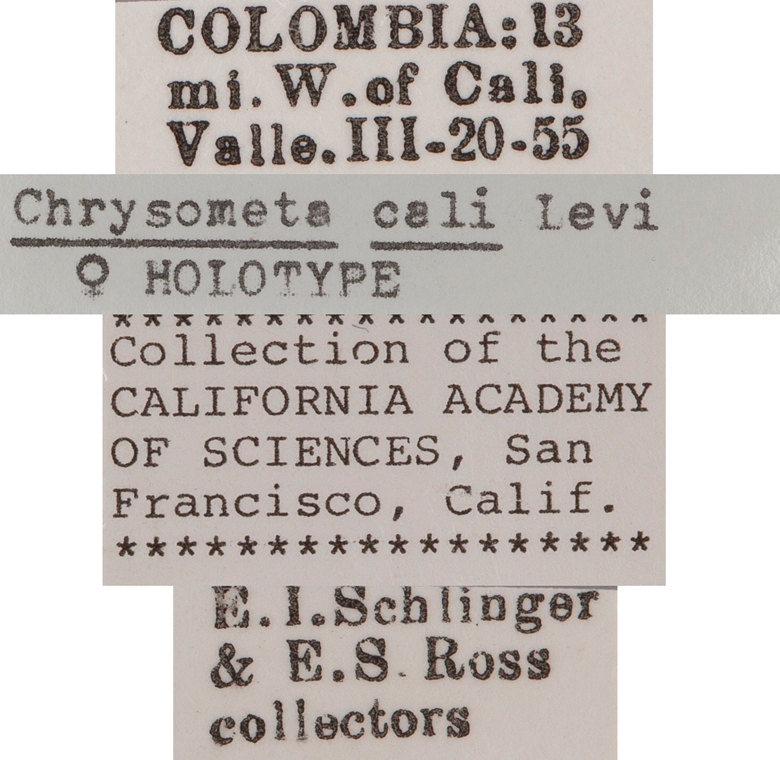 COLOMBIA: 13
mi. W. of Cali,
Valle. III-20-55
Chrysometa cali Levi
♀ HOLOTYPE
******************
Collection of the
CALIFORNIA ACADEMY
OF SCIENCES, San
Francisco, Calif.
******************
E. I. Schlinger
& E.S. Ross
collectors